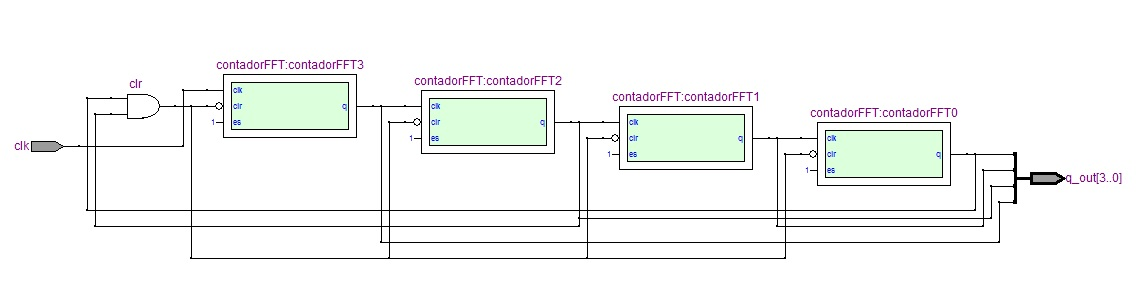 clr
contadorFFT:contadorFFT3
clk
clr q
1 es
contadorFFT:contadorFFT2
clk
clr q
1 es
contadorFFT:contadorFFT1
clk
clr q
1 es
contadorFFT:contadorFFT0
clk
clr q
1 es
clk
q_out[3..0]